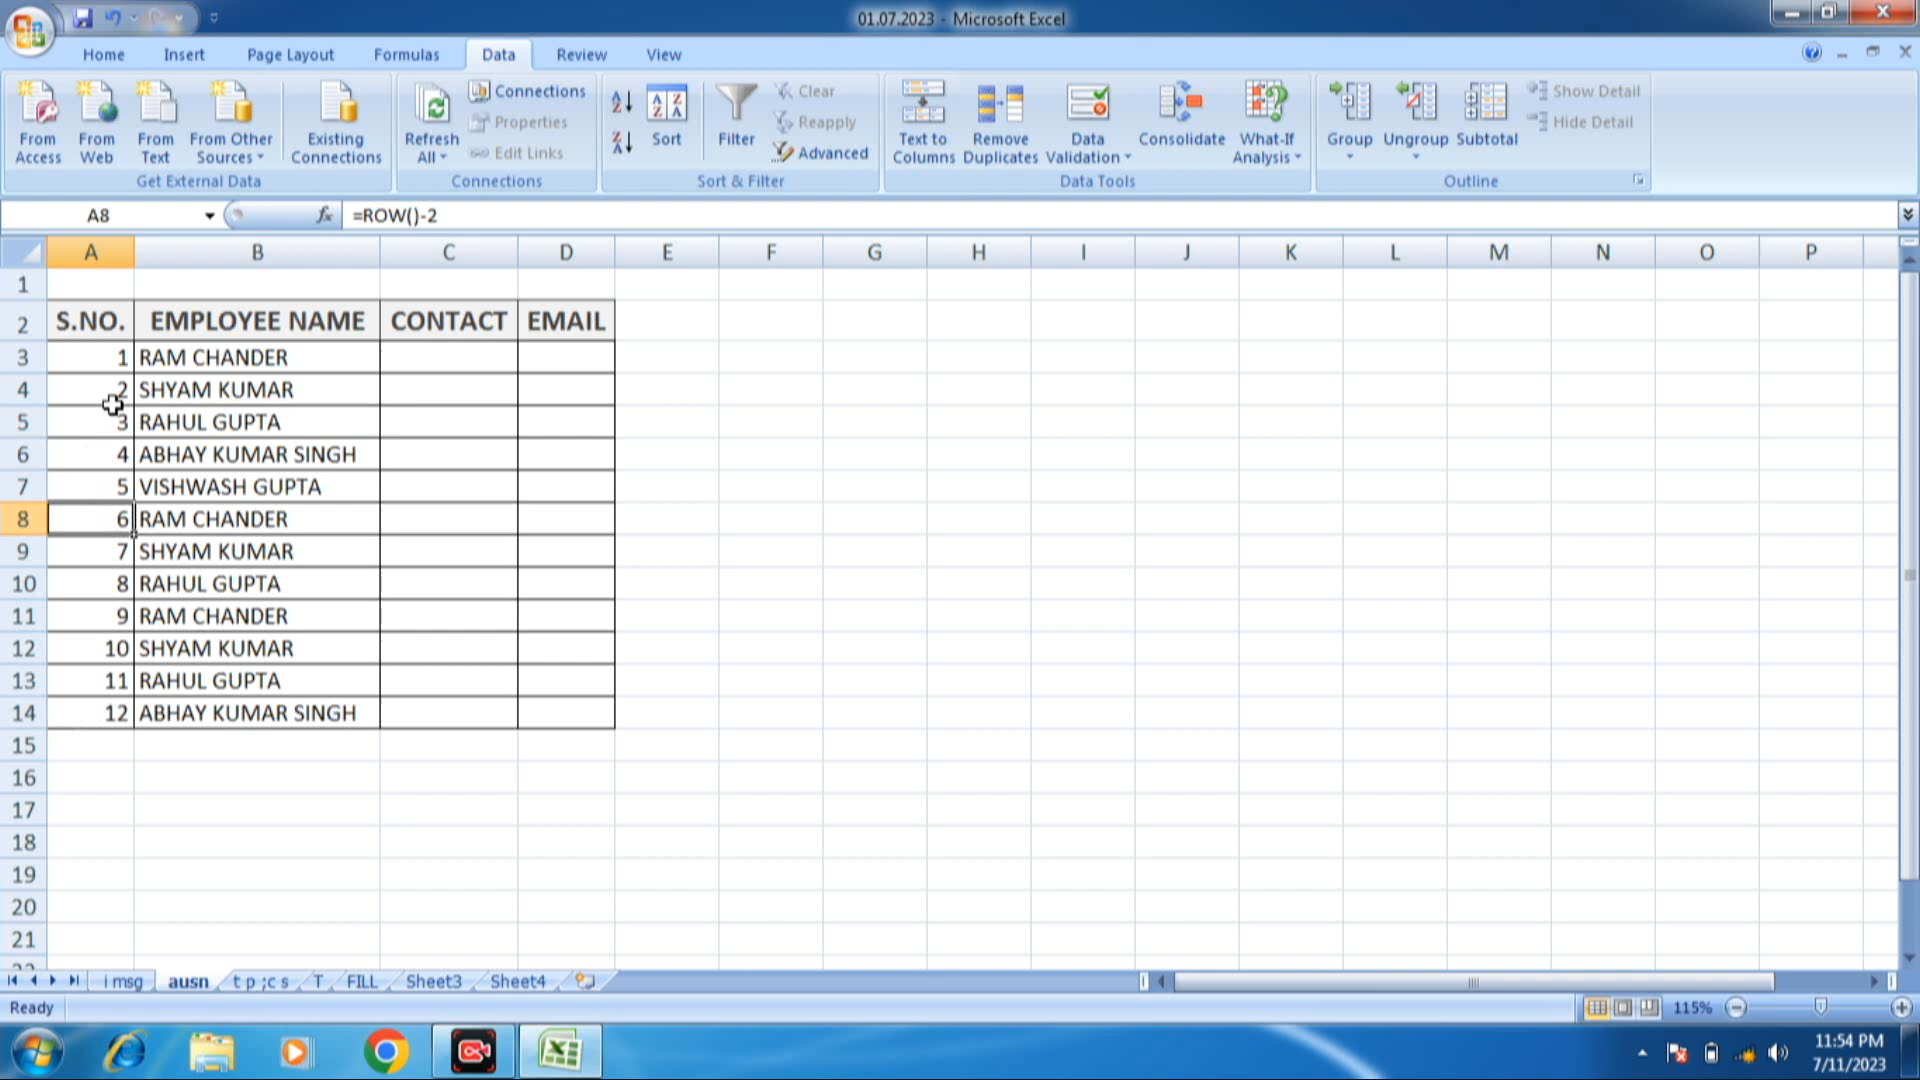 01.07.2023 - Microsoft Excel
Home Insert Page Layout Formulas Data Review View
From Access
From Web
From Text
From Other Sources
Existing Connections
Get External Data
Refresh All
Connections
Properties
Edit Links
Connections
Sort
Filter
Clear
Reapply
Advanced
Sort & Filter
Text to Columns
Remove Duplicates
Data Validation
Consolidate
What-If Analysis
Data Tools
Group
Ungroup
Subtotal
Show Detail
Hide Detail
Outline
A8 fx =ROW()-2
A B C D E F G H I J K L M N O P
1
2 S.NO. EMPLOYEE NAME CONTACT EMAIL
3 1 RAM CHANDER
4 2 SHYAM KUMAR
5 3 RAHUL GUPTA
6 4 ABHAY KUMAR SINGH
7 5 VISHWASH GUPTA
8 6 RAM CHANDER
9 7 SHYAM KUMAR
10 8 RAHUL GUPTA
11 9 RAM CHANDER
12 10 SHYAM KUMAR
13 11 RAHUL GUPTA
14 12 ABHAY KUMAR SINGH
15
16
17
18
19
20
21
i msg ausn t p ;c s T FILL Sheet3 Sheet4
Ready 115%
11:54 PM
7/11/2023